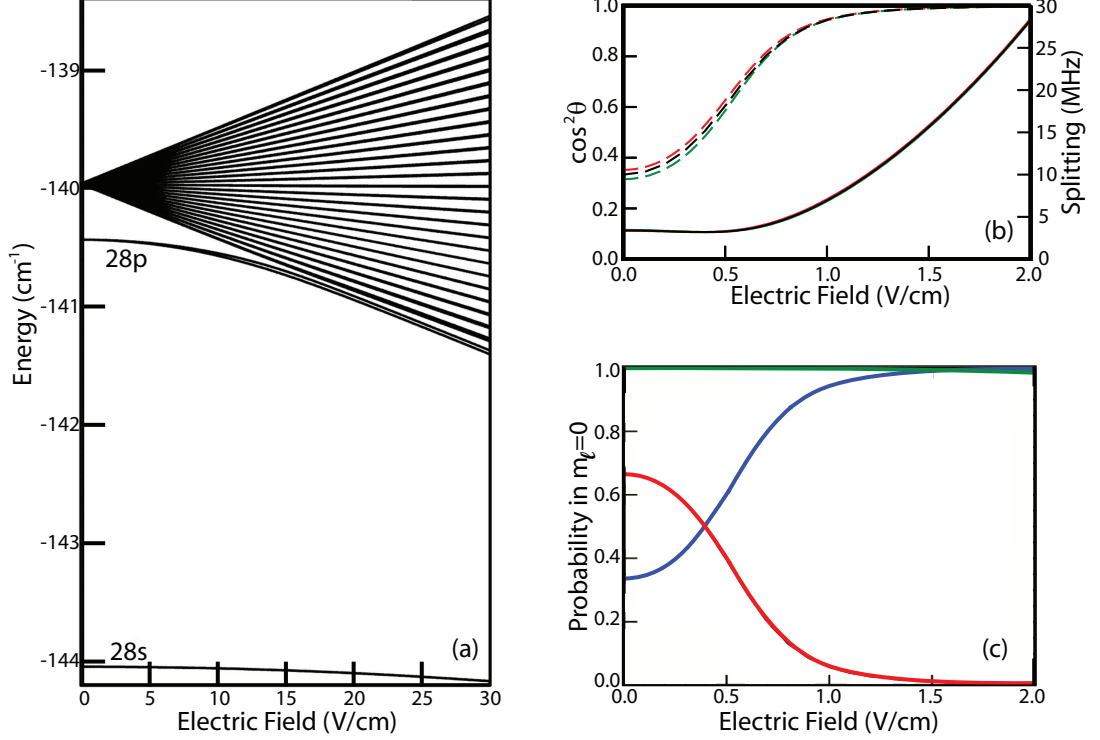 Energy (cm-1)
-139
-140
-141
-142
-143
-144
28p
28s
(a)
0 5 10 15 20 25 30
Electric Field (V/cm)
cos2θ
1.0
0.8
0.6
0.4
0.2
0.0
30
25
20
15
10
5
0
Splitting (MHz)
(b)
0.0 0.5 1.0 1.5 2.0
Electric Field (V/cm)
Probability in mℓ=0
1.0
0.8
0.6
0.4
0.2
0.0
(c)
0.0 0.5 1.0 1.5 2.0
Electric Field (V/cm)